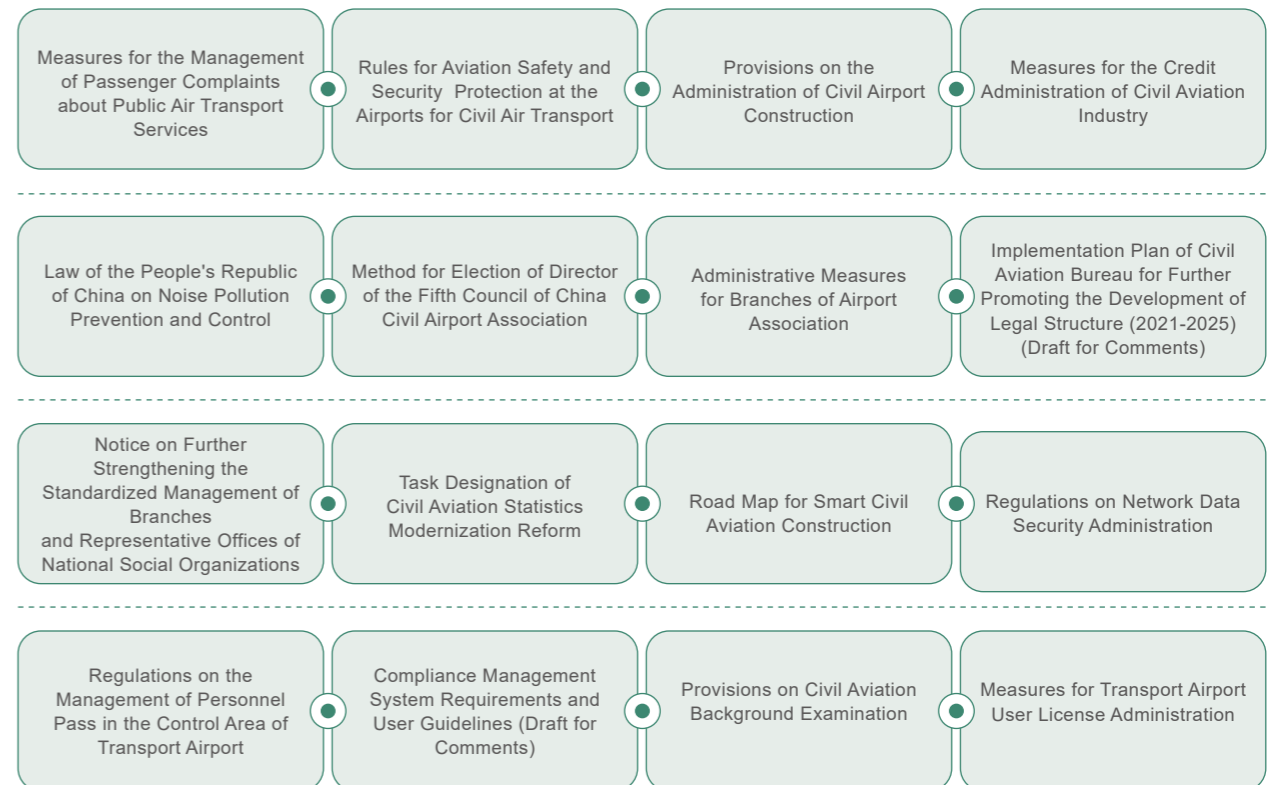 Measures for the Management
of Passenger Complaints
about Public Air Transport
Services
Rules for Aviation Safety and
Security Protection at the
Airports for Civil Air Transport
Provisions on the
Administration of Civil Airport
Construction
Measures for the Credit
Administration of Civil Aviation
Industry
Law of the People's Republic
of China on Noise Pollution
Prevention and Control
Method for Election of Director
of the Fifth Council of China
Civil Airport Association
Administrative Measures
for Branches of Airport
Association
Implementation Plan of Civil
Aviation Bureau for Further
Promoting the Development of
Legal Structure (2021-2025)
(Draft for Comments)
Notice on Further
Strengthening the
Standardized Management of
Branches
and Representative Offices of
National Social Organizations
Task Designation of
Civil Aviation Statistics
Modernization Reform
Road Map for Smart Civil
Aviation Construction
Regulations on Network Data
Security Administration
Regulations on the
Management of Personnel
Pass in the Control Area of
Transport Airport
Compliance Management
System Requirements and
User Guidelines (Draft for
Comments)
Provisions on Civil Aviation
Background Examination
Measures for Transport Airport
User License Administration